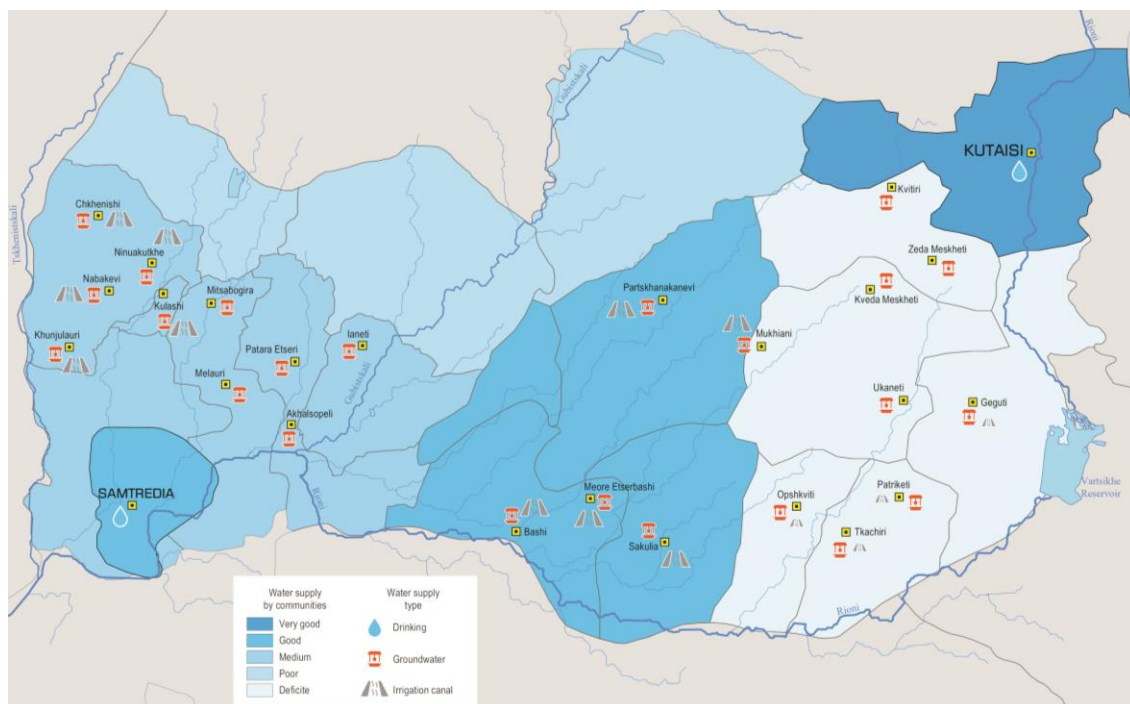 Rioni
Gubistskali
KUTAISI
Kvitiri
Tskhenistskali
Chkhenishi
Zeda Meskheti
Ninuakutkhe
Nabakevi
Kulashi
Mitsabogira
Partskhanakanevi
Kveda Meskheti
Khunjulauri
Ianeti
Mukhiani
Patara Etseri
Melauri
Gubistskali
Ukaneti
Geguti
Akhalsopeli
SAMTREDIA
Rioni
Meore Etserbashi
Opshkviti
Patriketi
Vartsikhe
Reservoir
Bashi
Sakulia
Tkachiri
Rioni
Water supply
by communities
Very good
Good
Medium
Poor
Deficite
Water supply
type
Drinking
Groundwater
Irrigation canal